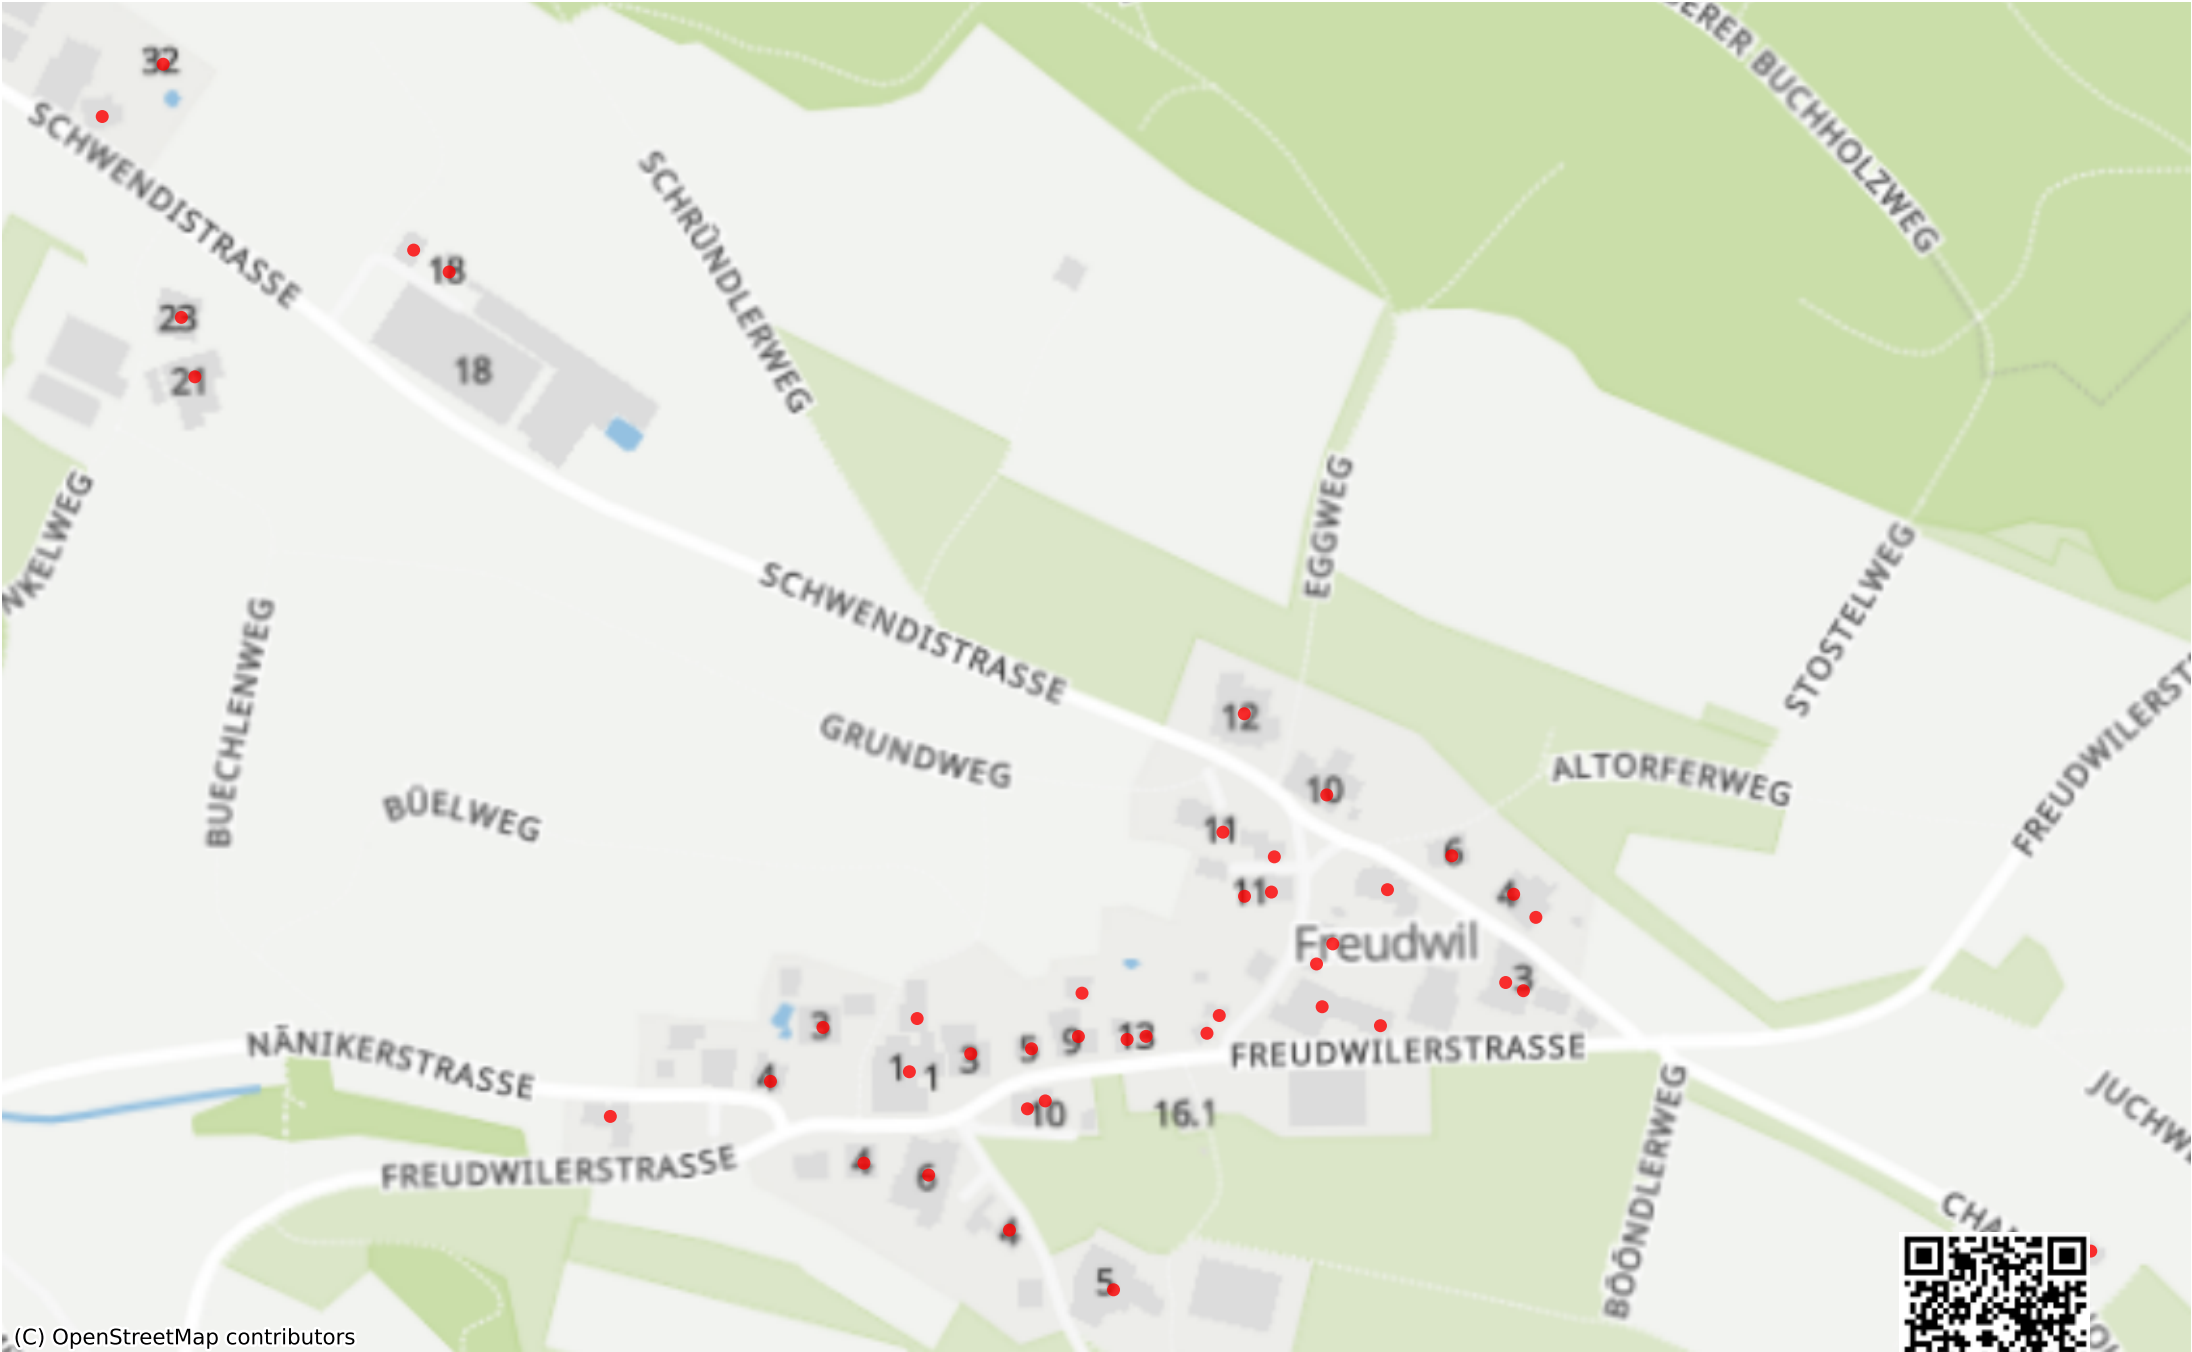 32
SCHWENDISTRASSE
18
23
21
18
SCHRÜNDLERWEG
BUCHHOLZWEG
EGGWEG
STOSTELWEG
SCHWENDISTRASSE
BUECHLENWEG
BÜELWEG
GRUNDWEG
12
10
ALTORFERWEG
11
6
11
4
Freudwil
3
NÄNIKERSTRASSE
3
4
1
1
3
5
9
13
FREUDWILERSTRASSE
10
16.1
FREUDWILERSTRASSE
4
6
4
5
BÖÖNDLERWEG
(C) OpenStreetMap contributors